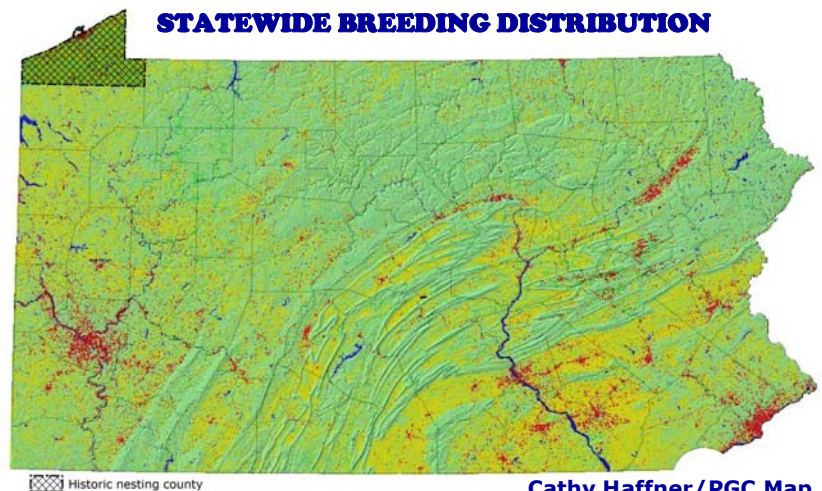 STATEWIDE BREEDING DISTRIBUTION
Historic nesting county
Cathy Haffner/PGC Map